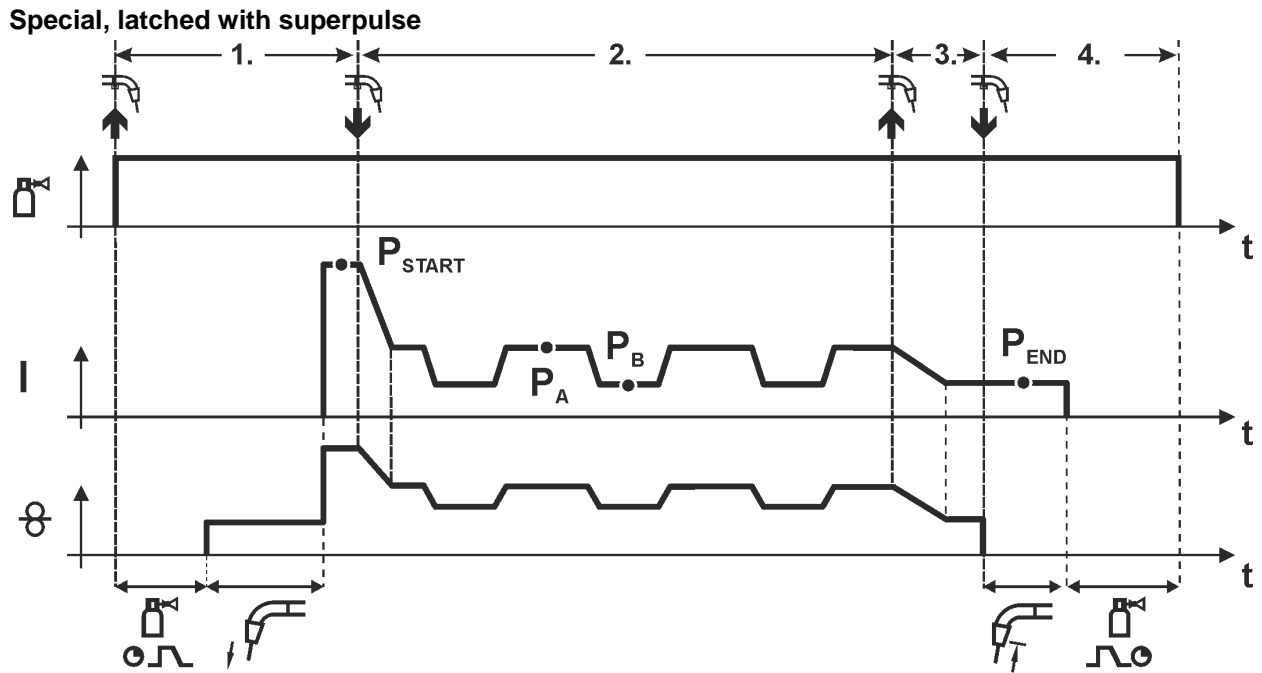 Special, latched with superpulse
1. 2. 3. 4.
t
P START
P B
P A
P END
I
t
t